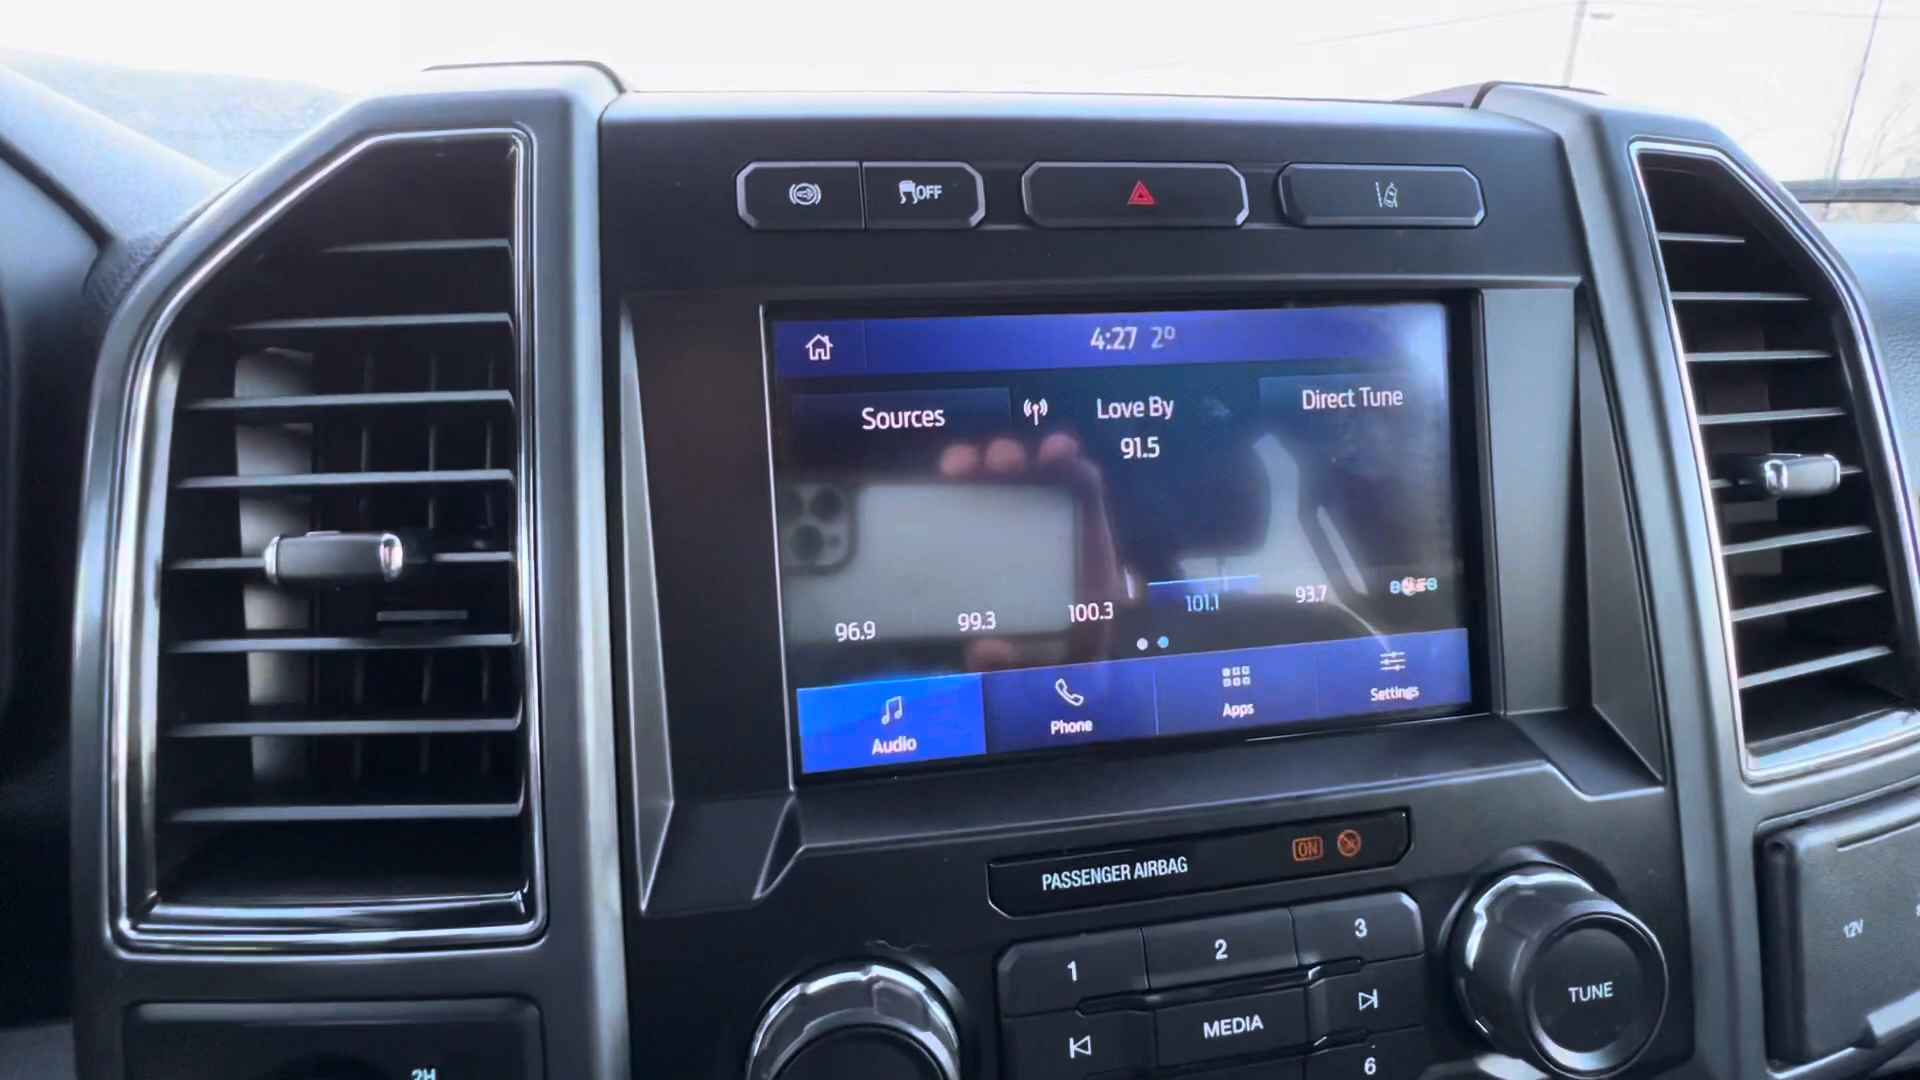 OFF
4:27 2°
Sources
Love By
91.5
Direct Tune
96.9
99.3
100.3
101.1
93.7
Audio
Phone
Apps
Settings
PASSENGER AIRBAG
ON
1
2
3
MEDIA
6
TUNE
12V
2H